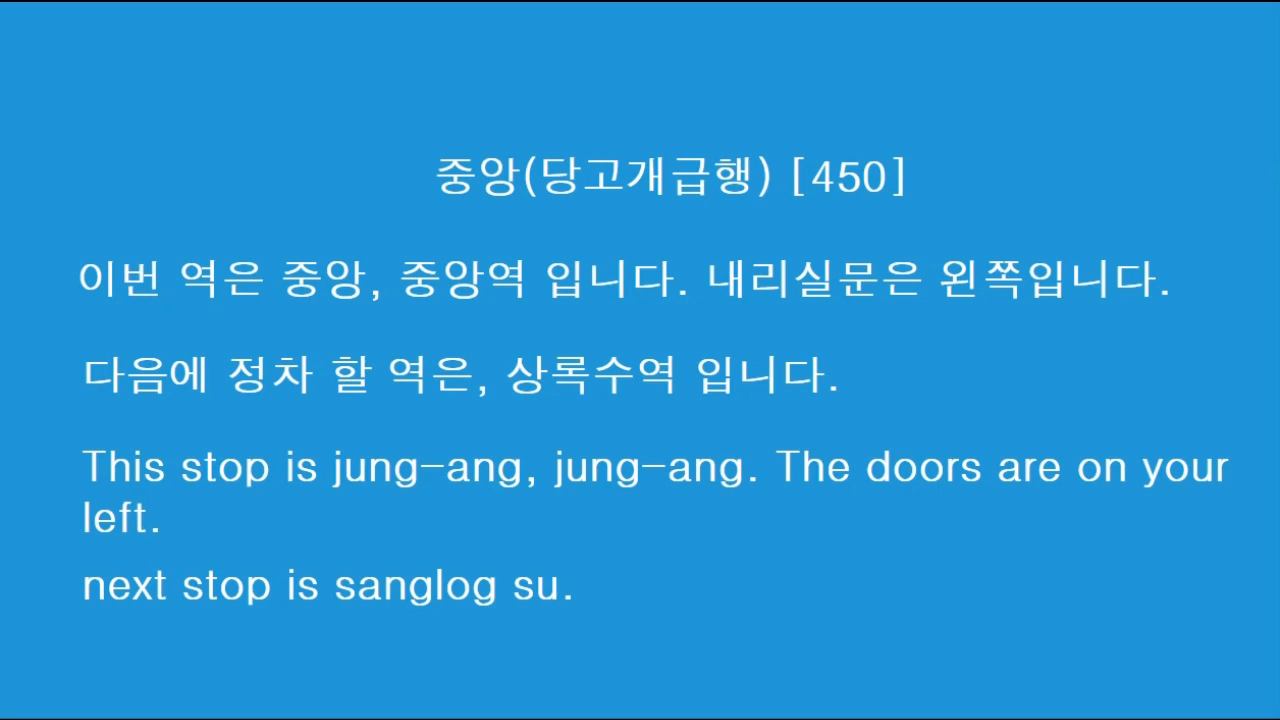 중앙(당고개급행) [450]
이번 역은 중앙, 중앙역 입니다. 내리실문은 왼쪽입니다.
다음에 정차 할 역은, 상록수역 입니다.
This stop is jung-ang, jung-ang. The doors are on your
left.
next stop is sanglog su.